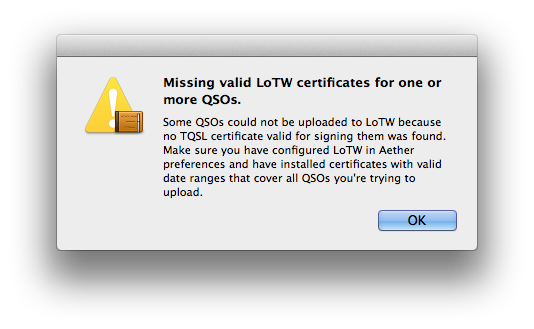 Missing valid LoTW certificates for one or
more QSOs.
Some QSOs could not be uploaded to LoTW because
no TQSL certificate valid for signing them was found.
Make sure you have configured LoTW in Aether
preferences and have installed certificates with valid
date ranges that cover all QSOs you're trying to
upload.
OK